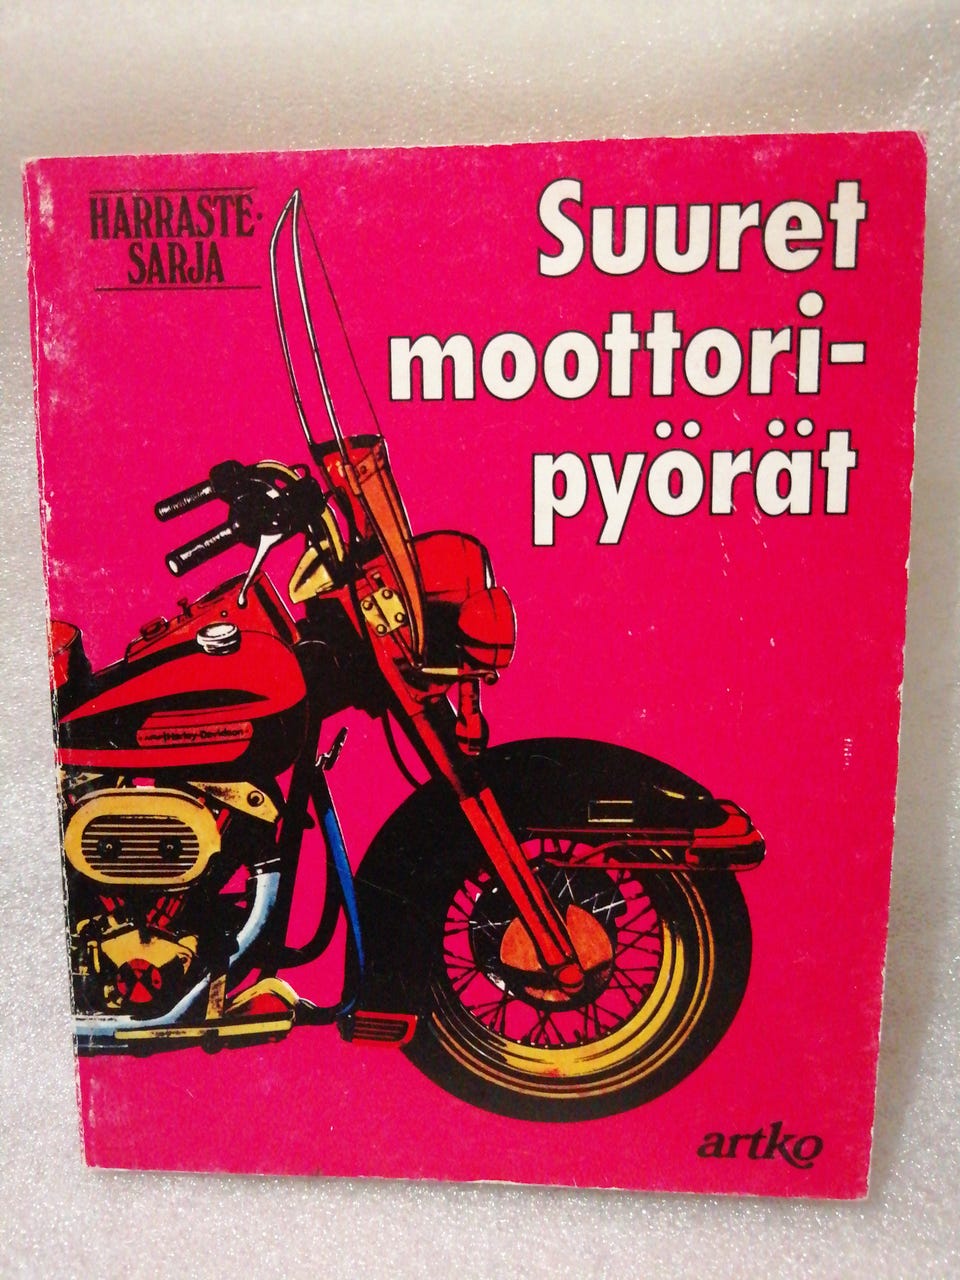 HARRASTE-
SARJA
Suuret
moottori-
pyörät
Harley-Davidson
artko